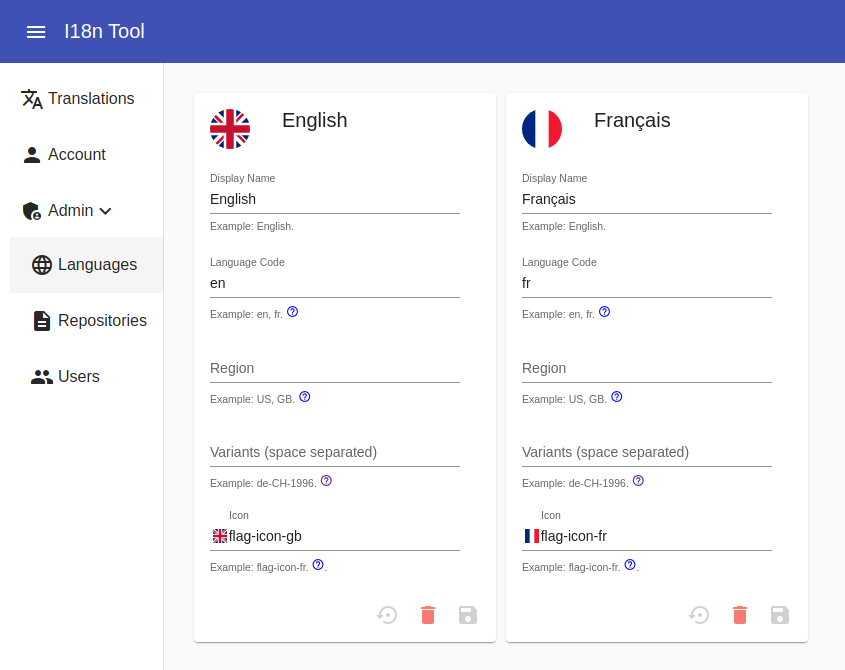 I18n Tool
Translations
Account
Admin
Languages
Repositories
Users
English
Display Name
English
Example: English.
Language Code
en
Example: en, fr.
Region
Example: US, GB.
Variants (space separated)
Example: de-CH-1996.
Icon
flag-icon-gb
Example: flag-icon-fr. .
Français
Display Name
Français
Example: English.
Language Code
fr
Example: en, fr.
Region
Example: US, GB.
Variants (space separated)
Example: de-CH-1996.
Icon
flag-icon-fr
Example: flag-icon-fr. .